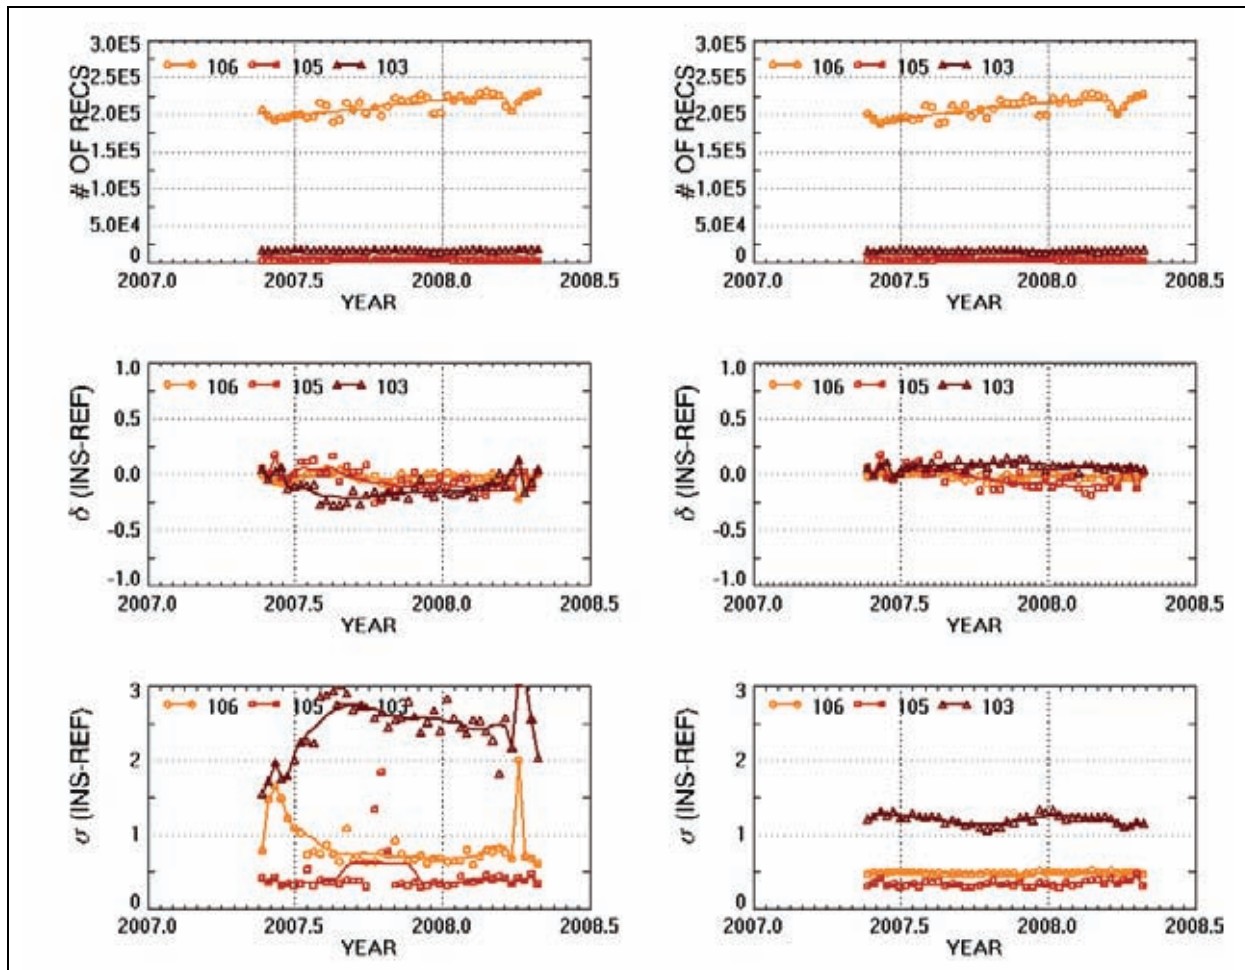 3.0E5
106 105 103
2.5E5
2.0E5
1.5E5
1.0E5
5.0E4
0
# OF RECS
2007.0 2007.5 2008.0 2008.5
YEAR
3.0E5
106 105 103
2.5E5
2.0E5
1.5E5
1.0E5
5.0E4
0
# OF RECS
2007.0 2007.5 2008.0 2008.5
YEAR
1.0
106 105 103
0.5
0.0
-0.5
-1.0
δ (INS-REF)
2007.0 2007.5 2008.0 2008.5
YEAR
1.0
106 105 103
0.5
0.0
-0.5
-1.0
δ (INS-REF)
2007.0 2007.5 2008.0 2008.5
YEAR
3
106 105 103
2
1
0
σ (INS-REF)
2007.0 2007.5 2008.0 2008.5
YEAR
3
106 105 103
2
1
0
σ (INS-REF)
2007.0 2007.5 2008.0 2008.5
YEAR